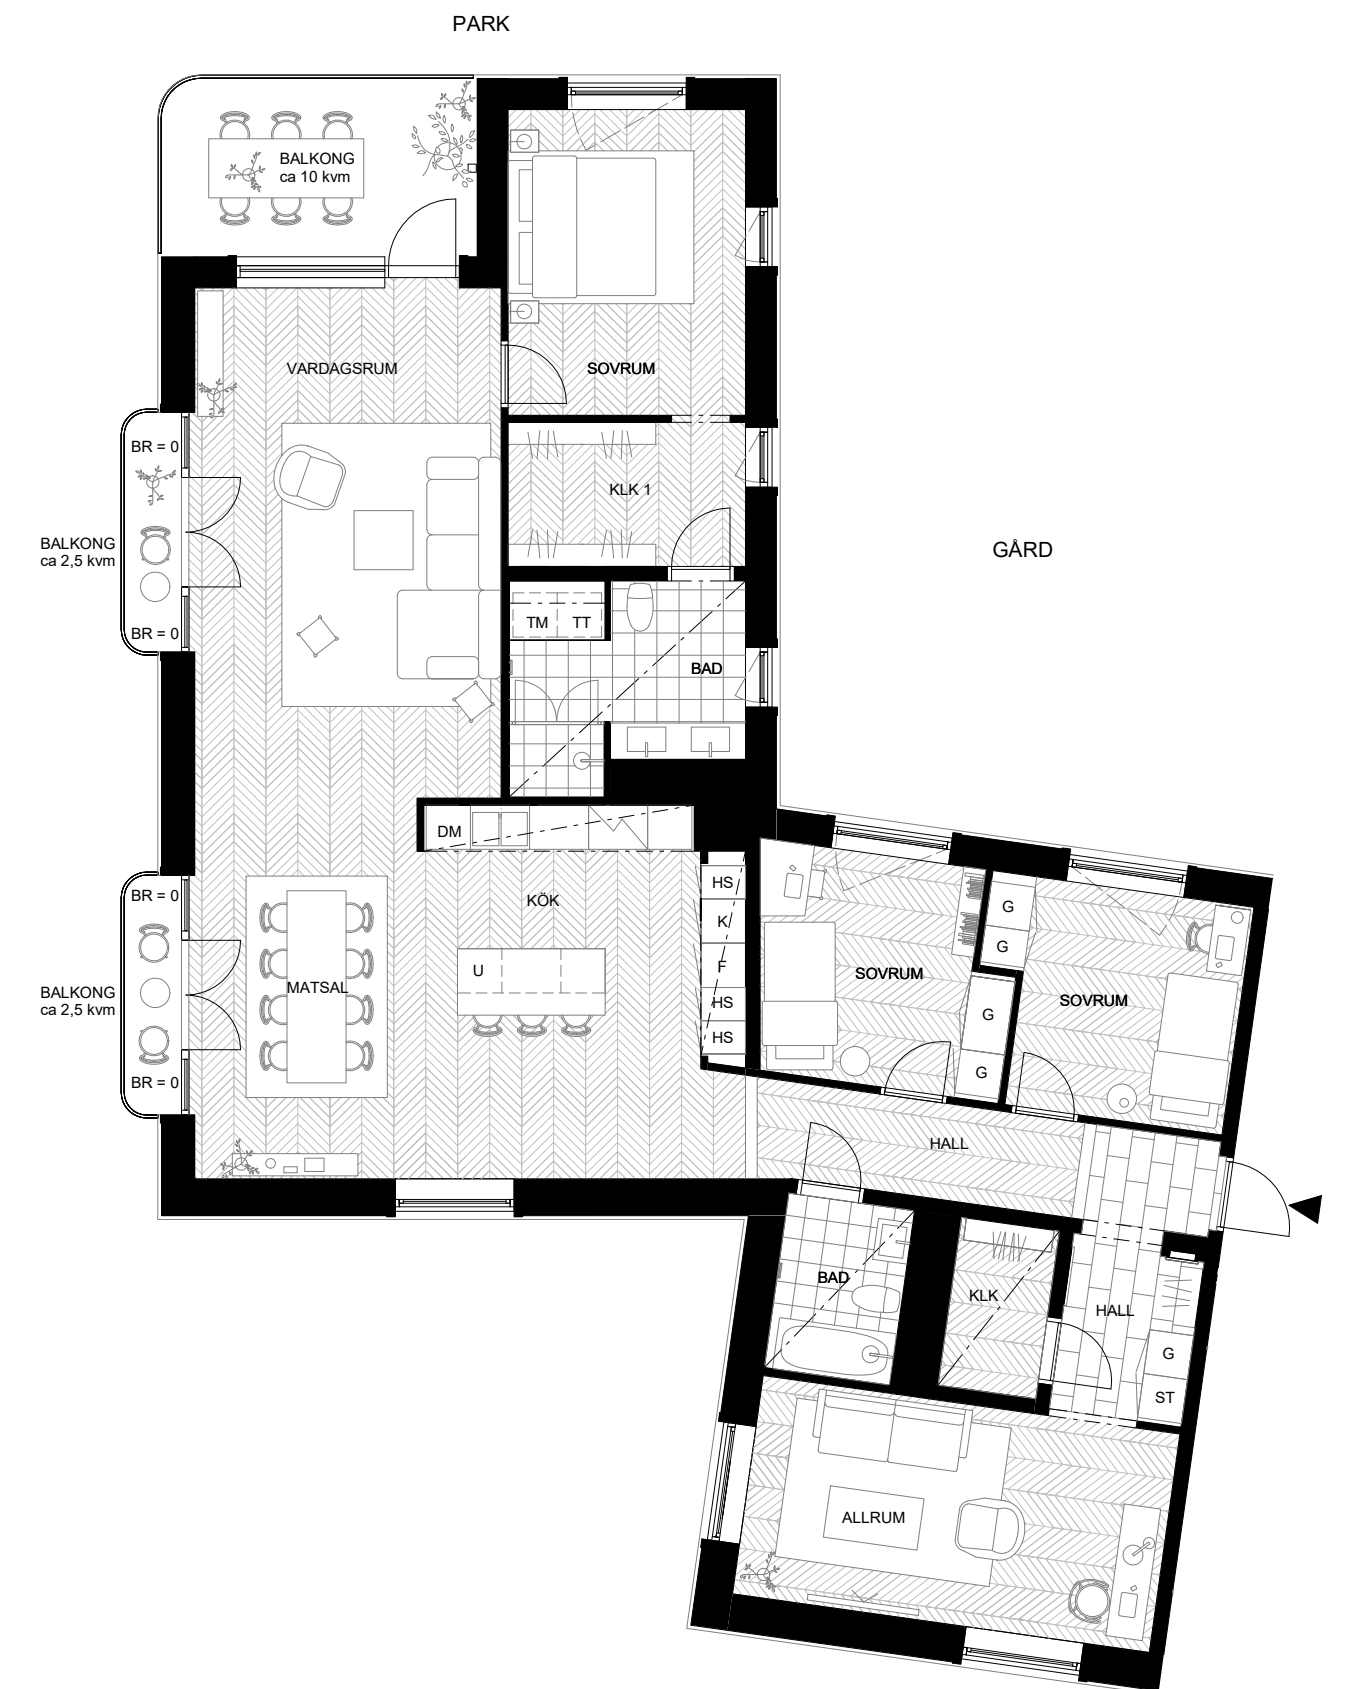 PARK
BALKONG
ca 10 kvm
VARDAGSRUM
SOVRUM
BR = 0
KLK 1
BALKONG
ca 2,5 kvm
GÅRD
BR = 0
TM
TT
BAD
DM
KÖK
HS
K
F
HS
HS
BR = 0
U
MATSAL
BALKONG
ca 2,5 kvm
BR = 0
SOVRUM
G
G
G
G
SOVRUM
HALL
BAD
KLK
HALL
G
ST
ALLRUM